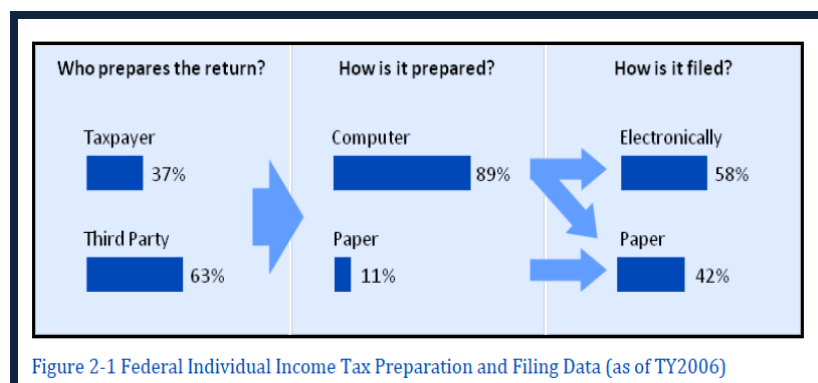 Who prepares the return?
Taxpayer
37%
Third Party
63%
How is it prepared?
Computer
89%
Paper
11%
How is it filed?
Electronically
58%
Paper
42%
Figure 2-1 Federal Individual Income Tax Preparation and Filing Data (as of TY2006)